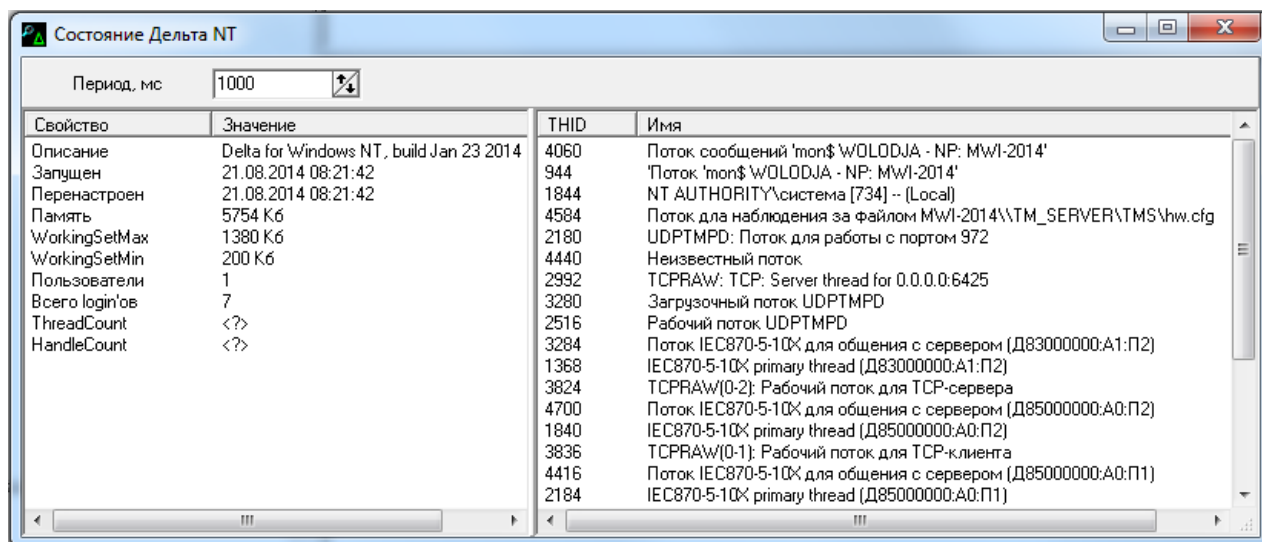 Состояние Дельта NT
Период, мс 1000
Свойство Значение
Описание Delta for Windows NT, build Jan 23 2014
Запущен 21.08.2014 08:21:42
Перенастроен 21.08.2014 08:21:42
Память 5754 Кб
WorkingSetMax 1380 Кб
WorkingSetMin 200 Кб
Пользователи 1
Всего login'ов 7
ThreadCount <?>
HandleCount <?>
THID Имя
4060 Поток сообщений 'mon$ WOLODJA - NP: MWI-2014'
944 'Поток 'mon$ WOLODJA - NP: MWI-2014'
1844 NT AUTHORITY\система [734] -- (Local)
4584 Поток дла наблюдения за файлом MWI-2014\\TM_SERVER\TMS\hw.cfg
2180 UDPTMPD: Поток для работы с портом 972
4440 Неизвестный поток
2992 TCPRAW: TCP: Server thread for 0.0.0.0:6425
3280 Загрузочный поток UDPTMPD
2516 Рабочий поток UDPTMPD
3284 Поток IEC870-5-10X для общения с сервером (Д83000000:А1:П2)
1368 IEC870-5-10X primary thread (Д83000000:А1:П2)
3824 TCPRAW(0-2): Рабочий поток для TCP-сервера
4700 Поток IEC870-5-10X для общения с сервером (Д85000000:А0:П2)
1840 IEC870-5-10X primary thread (Д85000000:А0:П2)
3836 TCPRAW(0-1): Рабочий поток для TCP-клиента
4416 Поток IEC870-5-10X для общения с сервером (Д85000000:А0:П1)
2184 IEC870-5-10X primary thread (Д85000000:А0:П1)